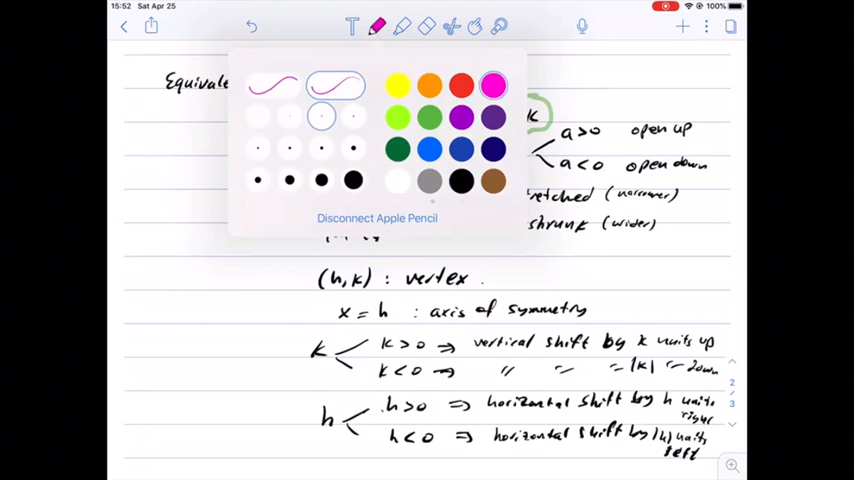 15:52 Sat Apr 25 100%
Equivale
k
a>0 open up
a<0 open down
retched (narrower)
shrunk (wider)
Disconnect Apple Pencil
(h,k) : vertex.
x = h : axis of symmetry
k
k>0 ⇒ vertical shift by k units up
k<0 ⇒ " " " |k| " down
h
h>0 ⇒ horizontal shift by h units right
h<0 ⇒ horizontal shift by |h| units left
2
/
3